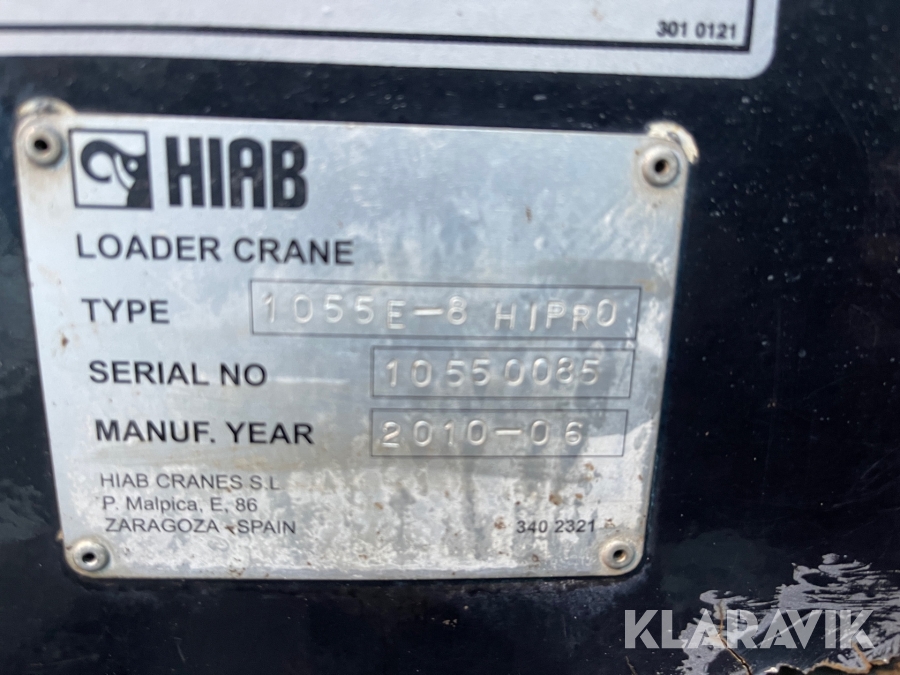 301 0121
HIAB
LOADER CRANE
TYPE 1055E-8 HIPRO
SERIAL NO 10550085
MANUF. YEAR 2010-06
HIAB CRANES S.L
P. Malpica, E, 86
ZARAGOZA -SPAIN
340 2321
KLARAVIK